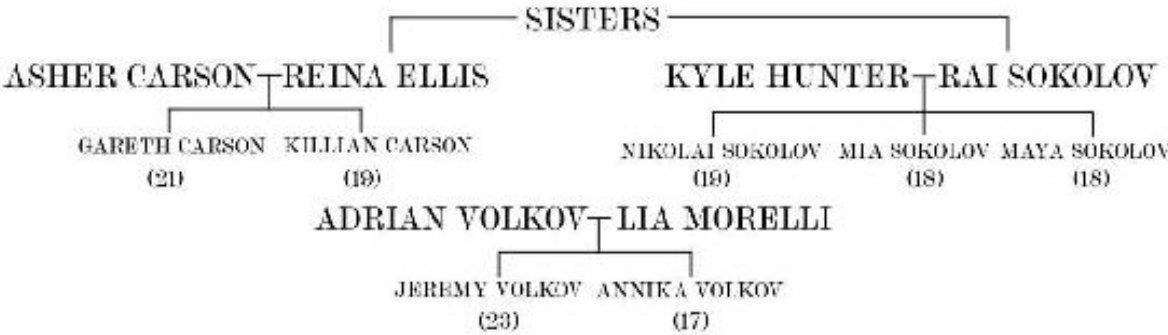 SISTERS
ASHER CARSON REINA ELLIS KYLE HUNTER RAI SOKOLOV
GARETH CARSON KILLIAN CARSON NIKOLAI SOKOLOV MIA SOKOLOV MAYA SOKOLOV
(21) (19) (19) (18) (18)
ADRIAN VOLKOV LIA MORELLI
JEREMY VOLKOV ANNIKA VOLKOV
(23) (17)